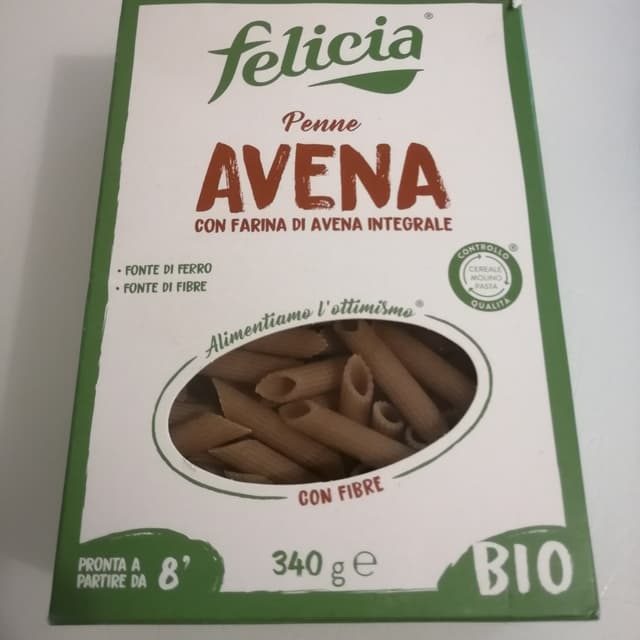 felicia®
Penne
AVENA
CON FARINA DI AVENA INTEGRALE
• FONTE DI FERRO
• FONTE DI FIBRE
CONTROLLO®
CEREALE
MOLINO
PASTA
QUALITÀ
Alimentiamo l'ottimismo®
CON FIBRE
PRONTA A
PARTIRE DA 8'
340 g e
BIO